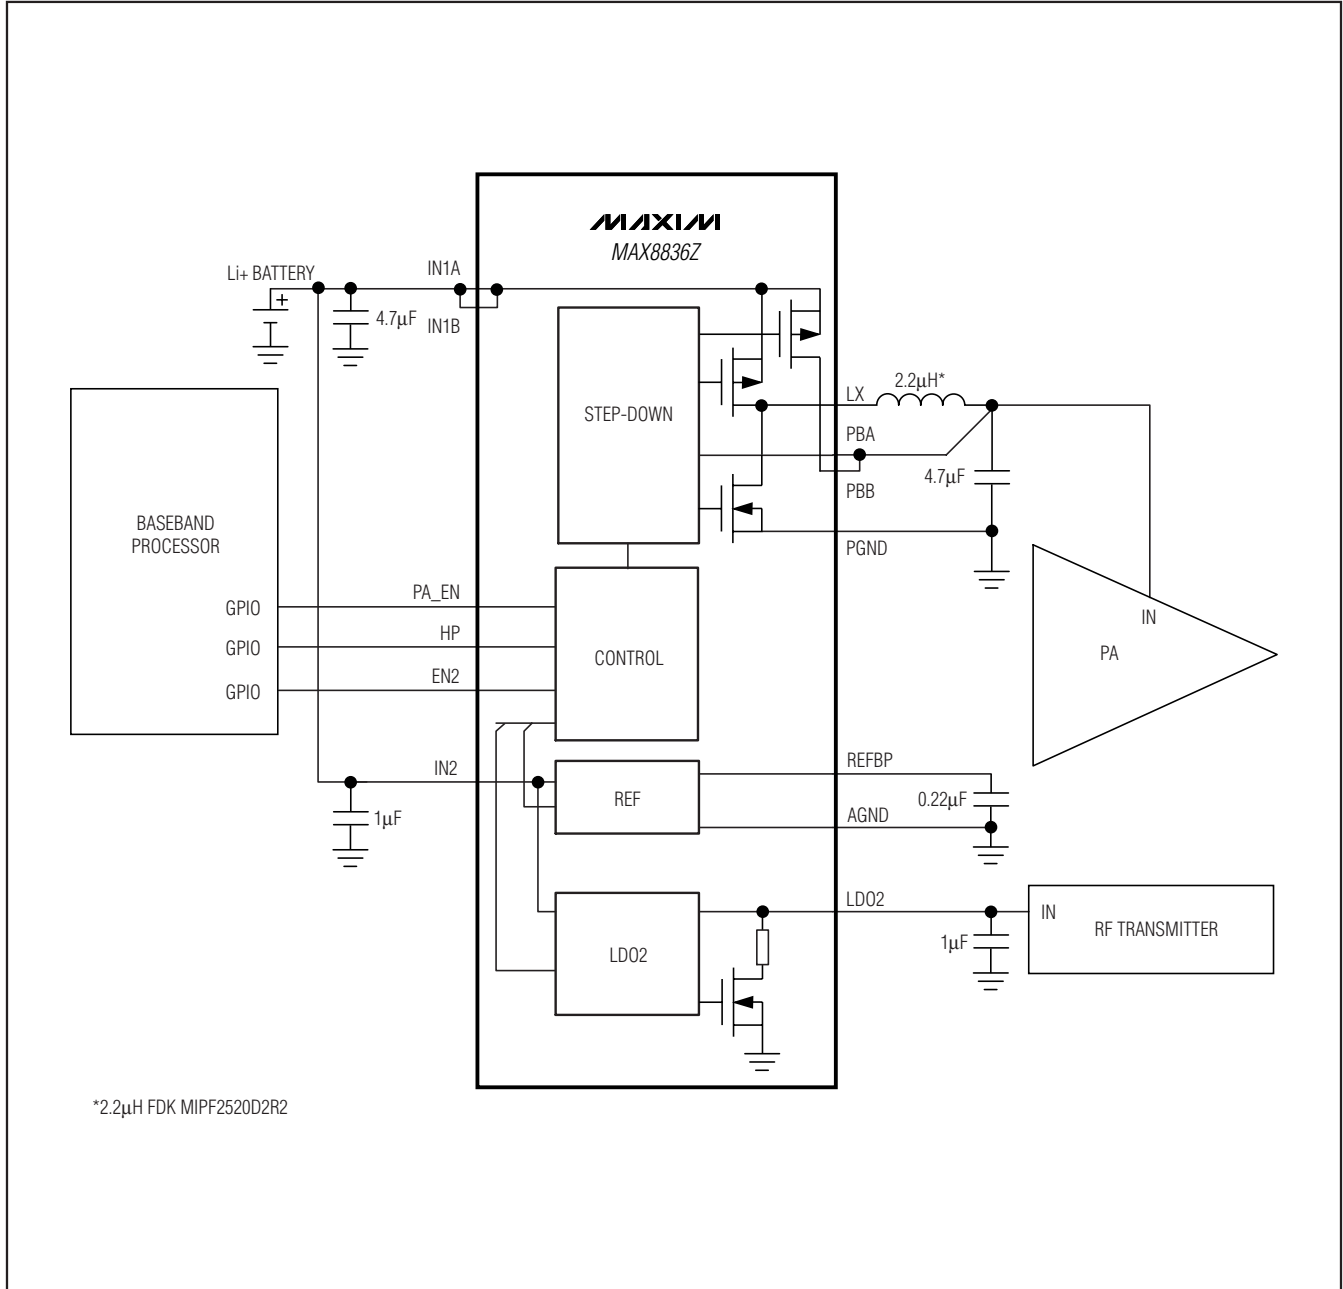 MAXIM
MAX8836Z
Li+ BATTERY
+
4.7µF
IN1A
IN1B
STEP-DOWN
LX
2.2µH*
PBA
PBB
4.7µF
PGND
BASEBAND
PROCESSOR
GPIO
GPIO
GPIO
PA_EN
HP
EN2
CONTROL
IN
PA
IN2
1µF
REF
REFBP
0.22µF
AGND
LDO2
LDO2
1µF
IN
RF TRANSMITTER
*2.2µH FDK MIPF2520D2R2